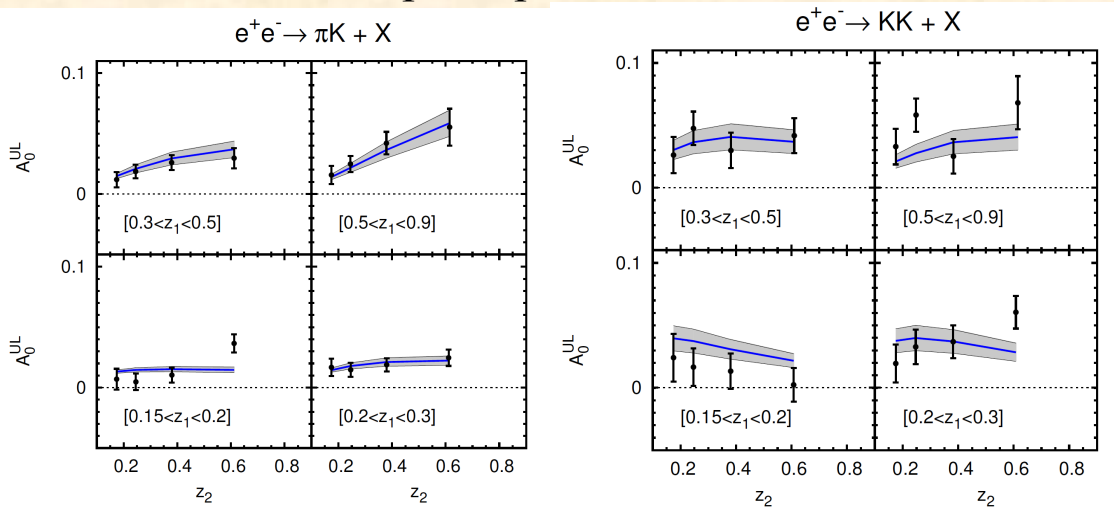 e⁺e⁻→ πK + X
0.1
0
A₀ᵁᴸ
[0.3<z₁<0.5]
[0.5<z₁<0.9]
0.1
0
A₀ᵁᴸ
[0.15<z₁<0.2]
[0.2<z₁<0.3]
0.2 0.4 0.6 0.2 0.4 0.6 0.8
z₂ z₂
e⁺e⁻→ KK + X
0.1
0
A₀ᵁᴸ
[0.3<z₁<0.5]
[0.5<z₁<0.9]
0.1
0
A₀ᵁᴸ
[0.15<z₁<0.2]
[0.2<z₁<0.3]
0.2 0.4 0.6 0.2 0.4 0.6 0.8
z₂ z₂